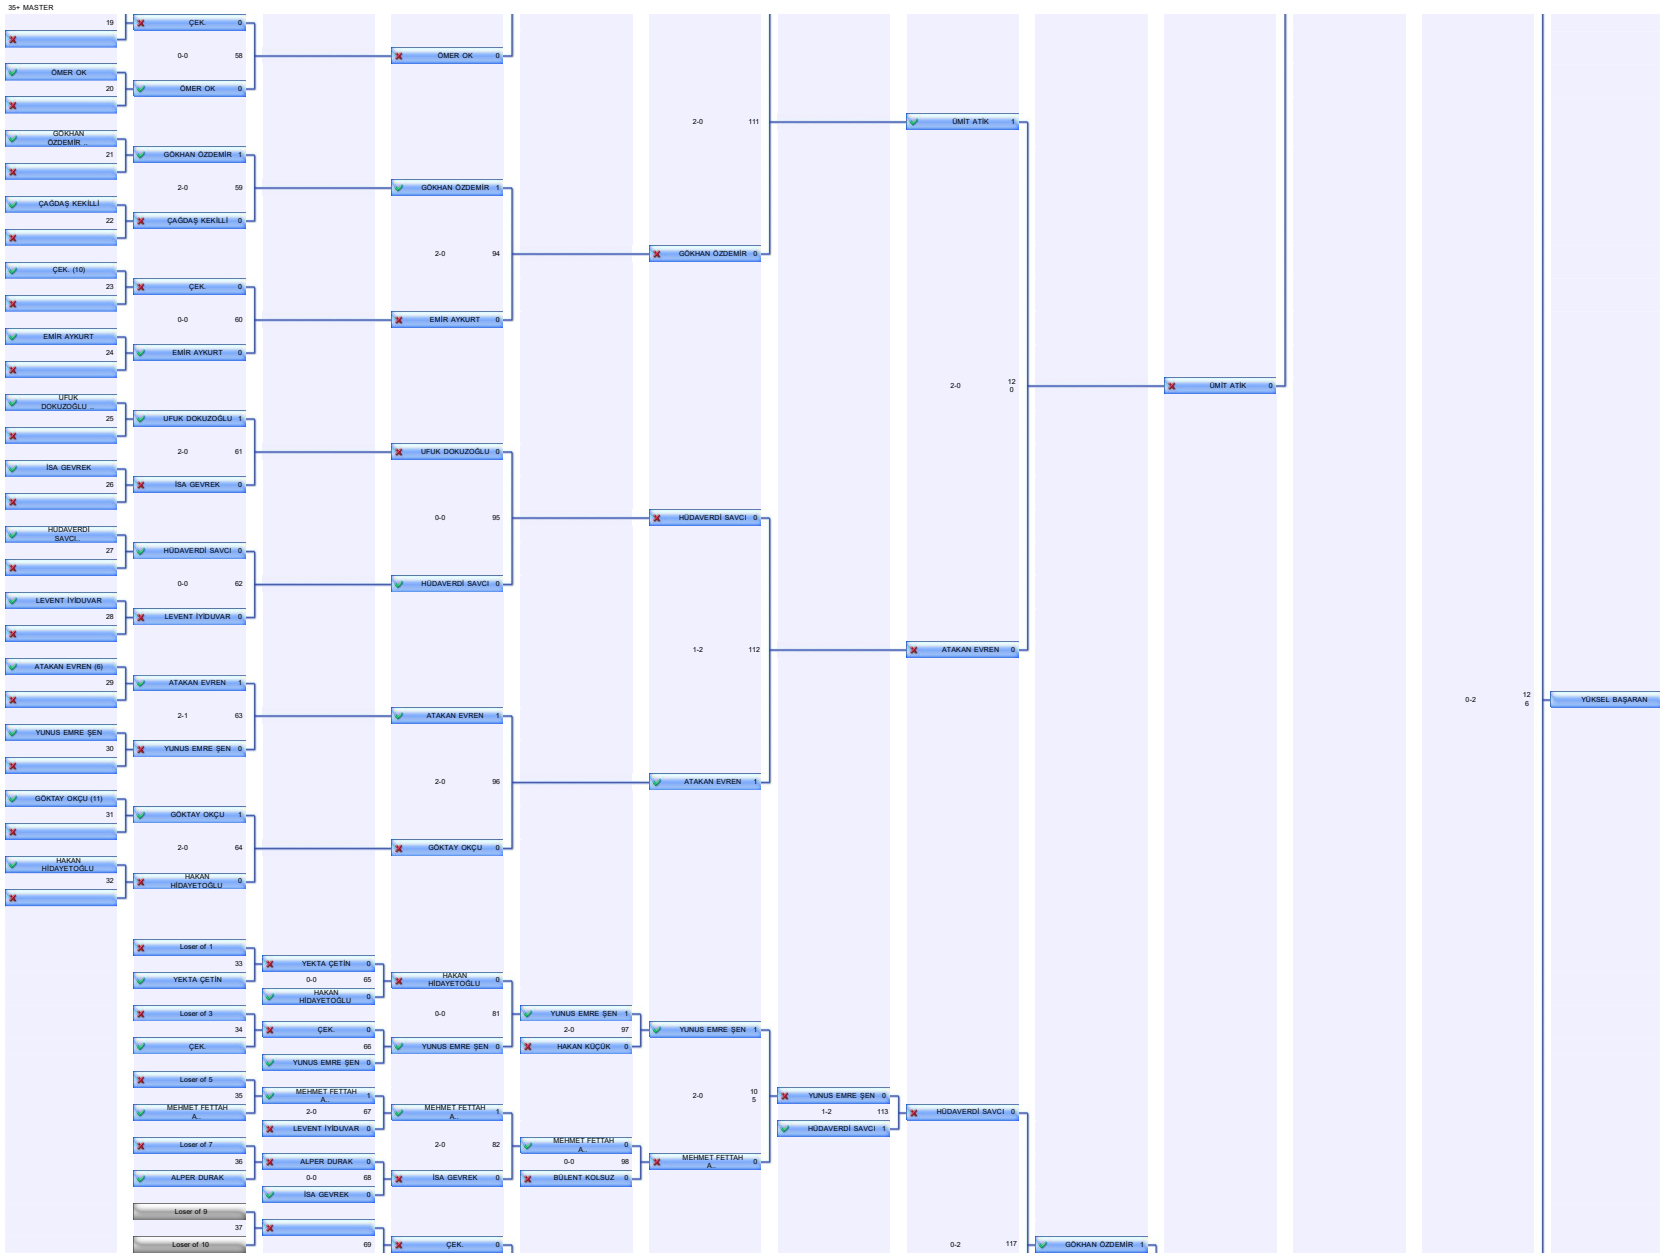 35+ MASTER
19
ÇEK. 0
0-0 58
ÖMER OK 0
ÖMER OK
20
ÖMER OK 0
2-0 111
ÜMİT ATİK 1
GÖKHAN
ÖZDEMİR ..
21
GÖKHAN ÖZDEMİR 1
2-0 59
GÖKHAN ÖZDEMİR 1
ÇAĞDAŞ KEKİLLİ
22
ÇAĞDAŞ KEKİLLİ 0
2-0 94
GÖKHAN ÖZDEMİR 0
ÇEK. (10)
23
ÇEK. 0
0-0 60
EMİR AYKURT 0
EMİR AYKURT
24
EMİR AYKURT 0
2-0 12
0
ÜMİT ATİK 0
UFUK
DOKUZOĞLU ..
25
UFUK DOKUZOĞLU 1
2-0 61
UFUK DOKUZOĞLU 0
İSA GEVREK
26
İSA GEVREK 0
0-0 95
HÜDAVERDİ SAVCI 0
HÜDAVERDİ
SAVCI..
27
HÜDAVERDİ SAVCI 0
0-0 62
HÜDAVERDİ SAVCI 0
LEVENT İYİDUVAR
28
LEVENT İYİDUVAR 0
1-2 112
ATAKAN EVREN 0
ATAKAN EVREN (6)
29
ATAKAN EVREN 1
0-2 12
6
YÜKSEL BAŞARAN
2-1 63
ATAKAN EVREN 1
YUNUS EMRE ŞEN
30
YUNUS EMRE ŞEN 0
2-0 96
ATAKAN EVREN 1
GÖKTAY OKÇU (11)
31
GÖKTAY OKÇU 1
2-0 64
GÖKTAY OKÇU 0
HAKAN
HİDAYETOĞLU
32
HAKAN
HİDAYETOĞLU 0
Loser of 1
33
YEKTA ÇETİN 0
YEKTA ÇETİN
0-0 65
HAKAN
HİDAYETOĞLU 0
HAKAN
HİDAYETOĞLU 0
Loser of 3
0-0 81
YUNUS EMRE ŞEN 1
34
ÇEK. 0
2-0 97
YUNUS EMRE ŞEN 1
ÇEK.
66
YUNUS EMRE ŞEN 0
HAKAN KÜÇÜK 0
YUNUS EMRE ŞEN 0
Loser of 5
35
MEHMET FETTAH
A.. 1
2-0 10
5
YUNUS EMRE ŞEN 0
MEHMET FETTAH
A..
2-0 67
MEHMET FETTAH
A.. 1
1-2 113
HÜDAVERDİ SAVCI 0
LEVENT İYİDUVAR 0
HÜDAVERDİ SAVCI 1
Loser of 7
2-0 82
MEHMET FETTAH
A.. 0
36
ALPER DURAK 0
0-0 98
MEHMET FETTAH
A.. 0
ALPER DURAK
0-0 68
İSA GEVREK 0
BÜLENT KOLSUZ 0
İSA GEVREK 0
Loser of 9
37
Loser of 10
69
ÇEK. 0
0-2 117
GÖKHAN ÖZDEMİR 1